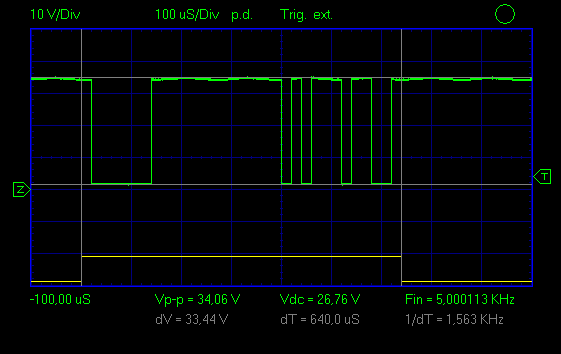 10 V/Div 100 uS/Div p.d. Trig. ext.
Z
T
-100,00 uS Vp-p = 34,06 V Vdc = 26,76 V Fin = 5,000113 KHz
dV = 33,44 V dT = 640,0 uS 1/dT = 1,563 KHz